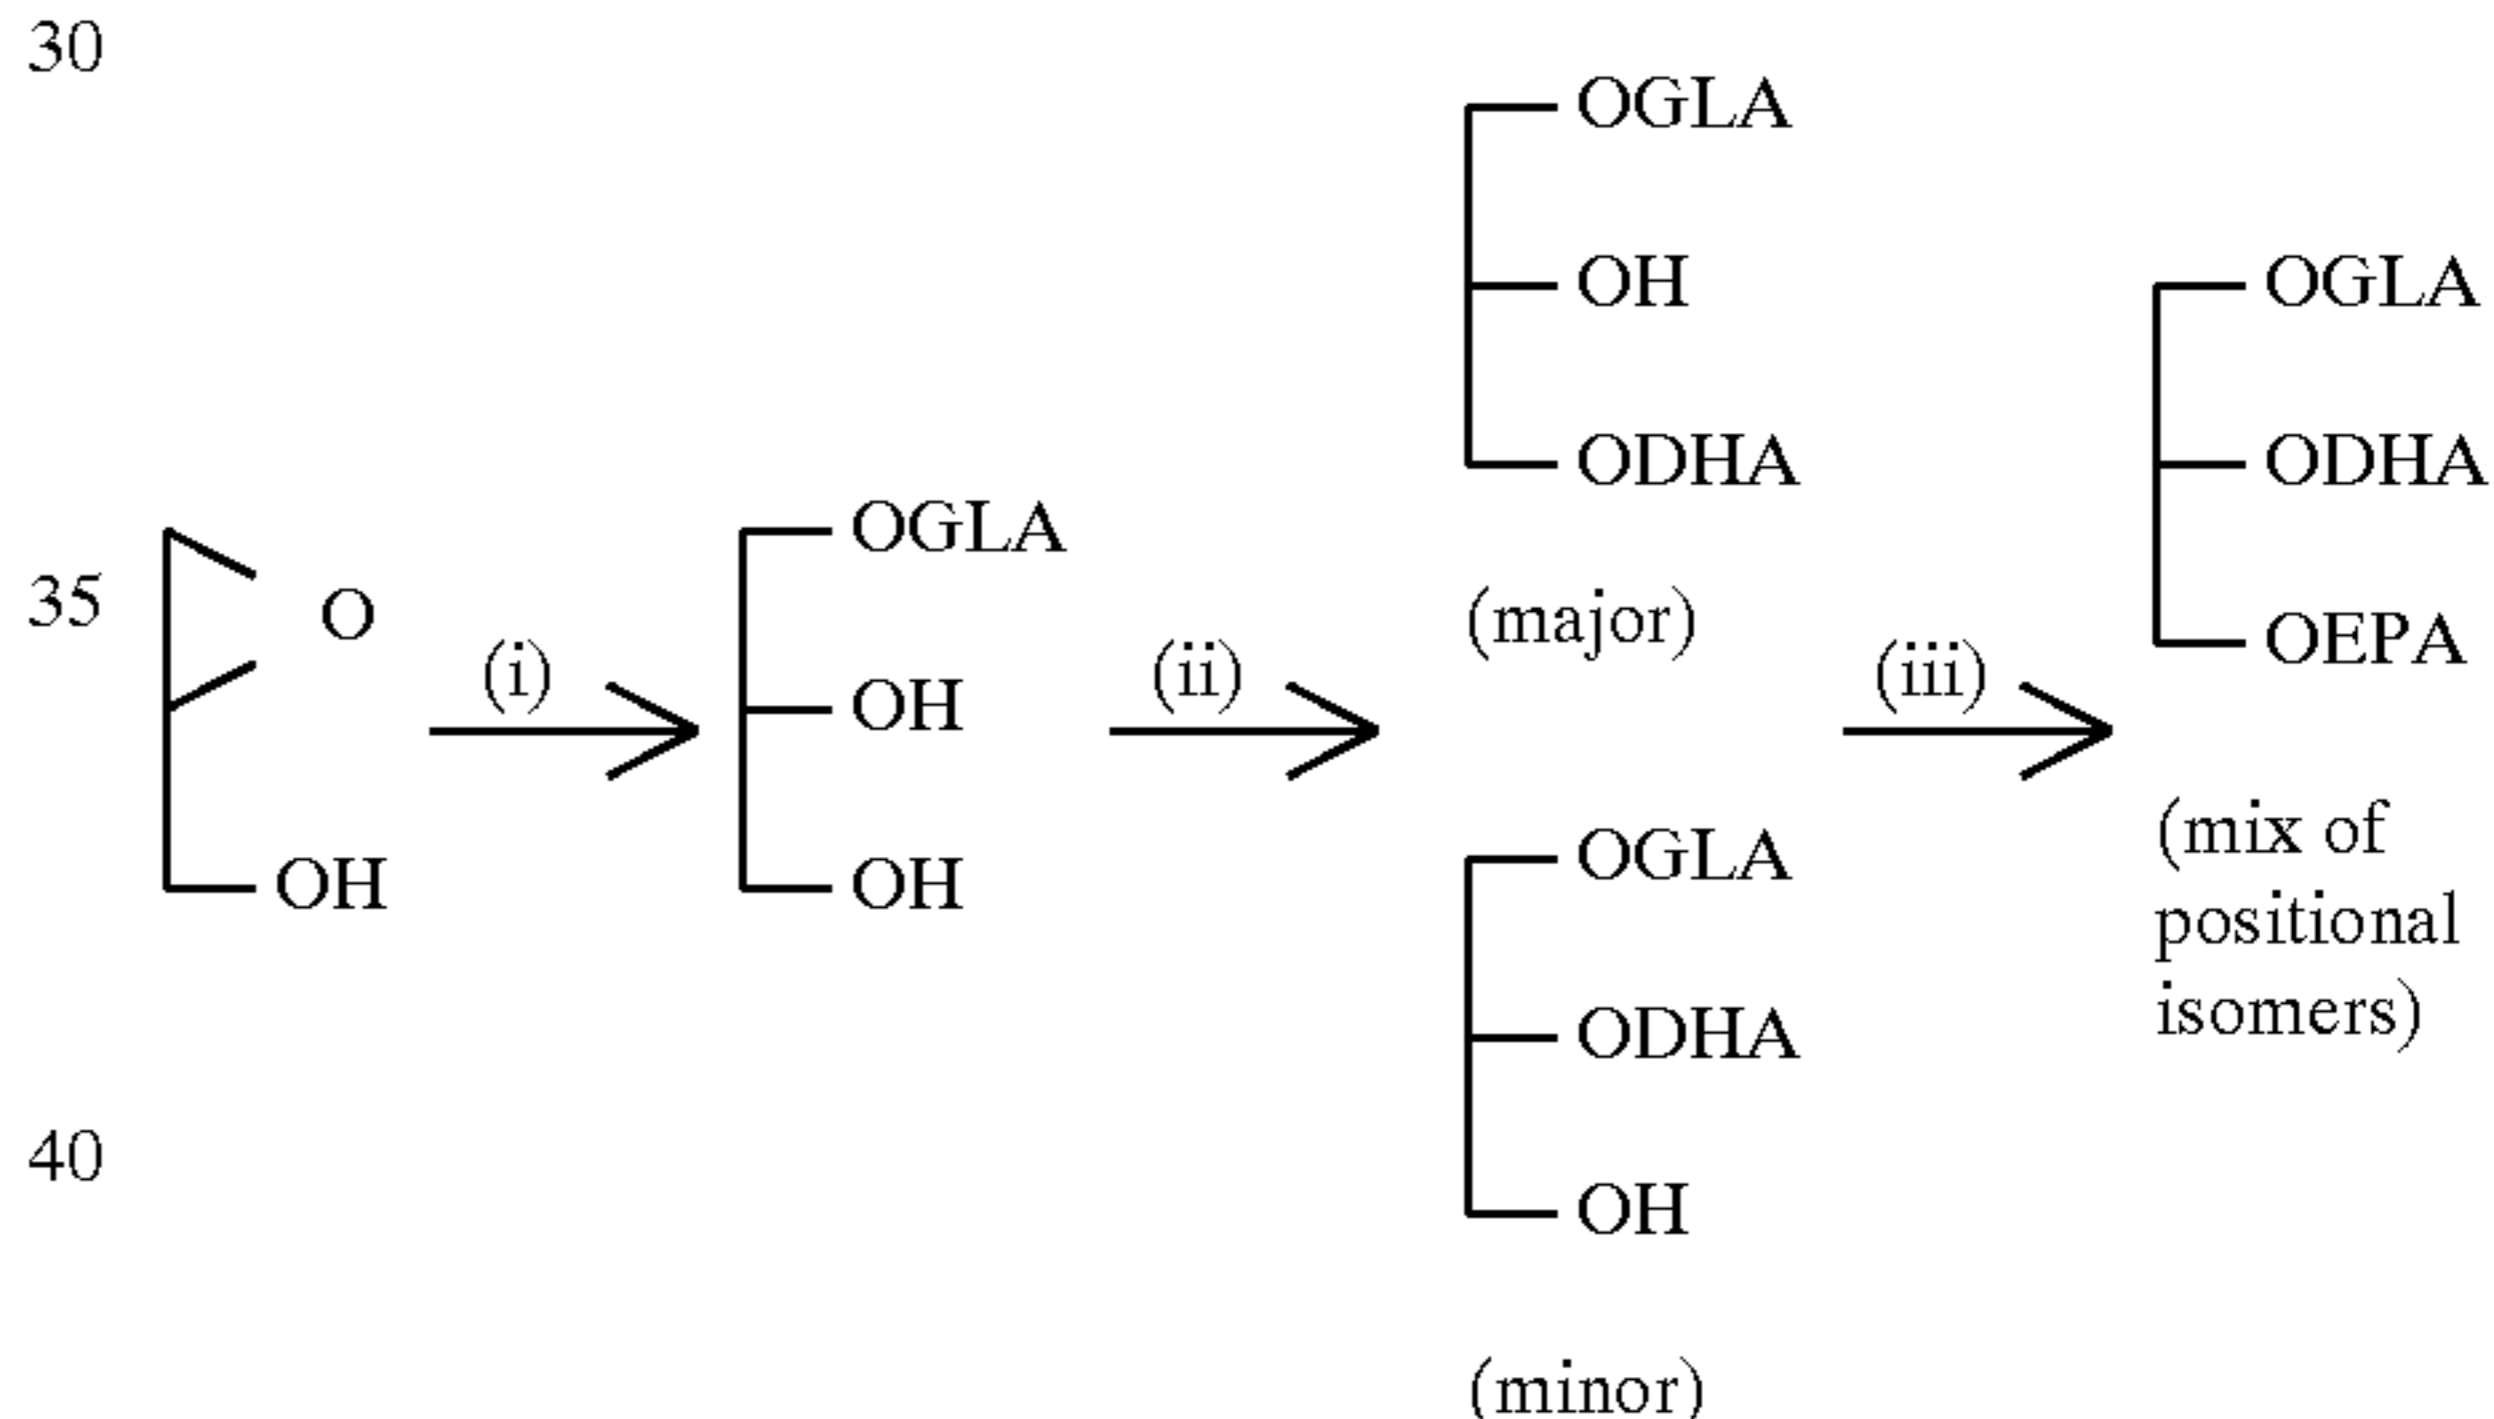 30
OGLA
OH
ODHA
(major)
35
O
OH
(i)
OGLA
OH
OH
(ii)
OGLA
ODHA
OH
(minor)
(iii)
OGLA
ODHA
OEPA
(mix of
positional
isomers)
40